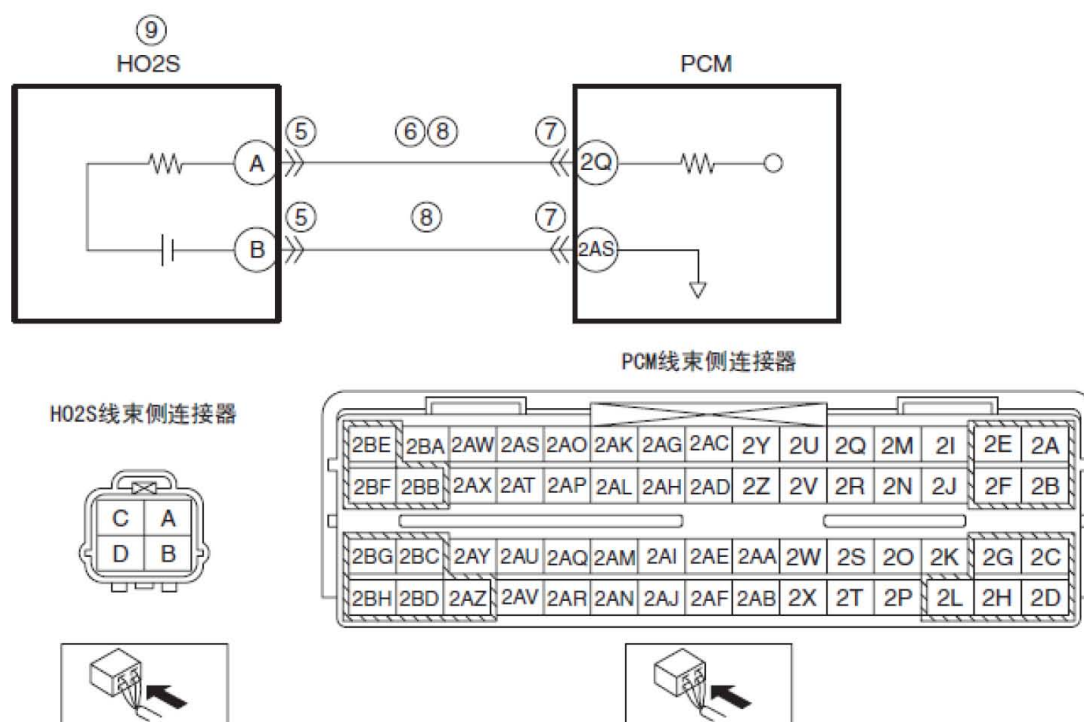 ⑨
HO2S PCM
⑤ ⑥⑧ ⑦
A 2Q
⑤ ⑧ ⑦
B 2AS
PCM线束侧连接器
HO2S线束侧连接器
2BE 2BA 2AW 2AS 2AO 2AK 2AG 2AC 2Y 2U 2Q 2M 2I 2E 2A
2BF 2BB 2AX 2AT 2AP 2AL 2AH 2AD 2Z 2V 2R 2N 2J 2F 2B
C A
D B
2BG 2BC 2AY 2AU 2AQ 2AM 2AI 2AE 2AA 2W 2S 2O 2K 2G 2C
2BH 2BD 2AZ 2AV 2AR 2AN 2AJ 2AF 2AB 2X 2T 2P 2L 2H 2D